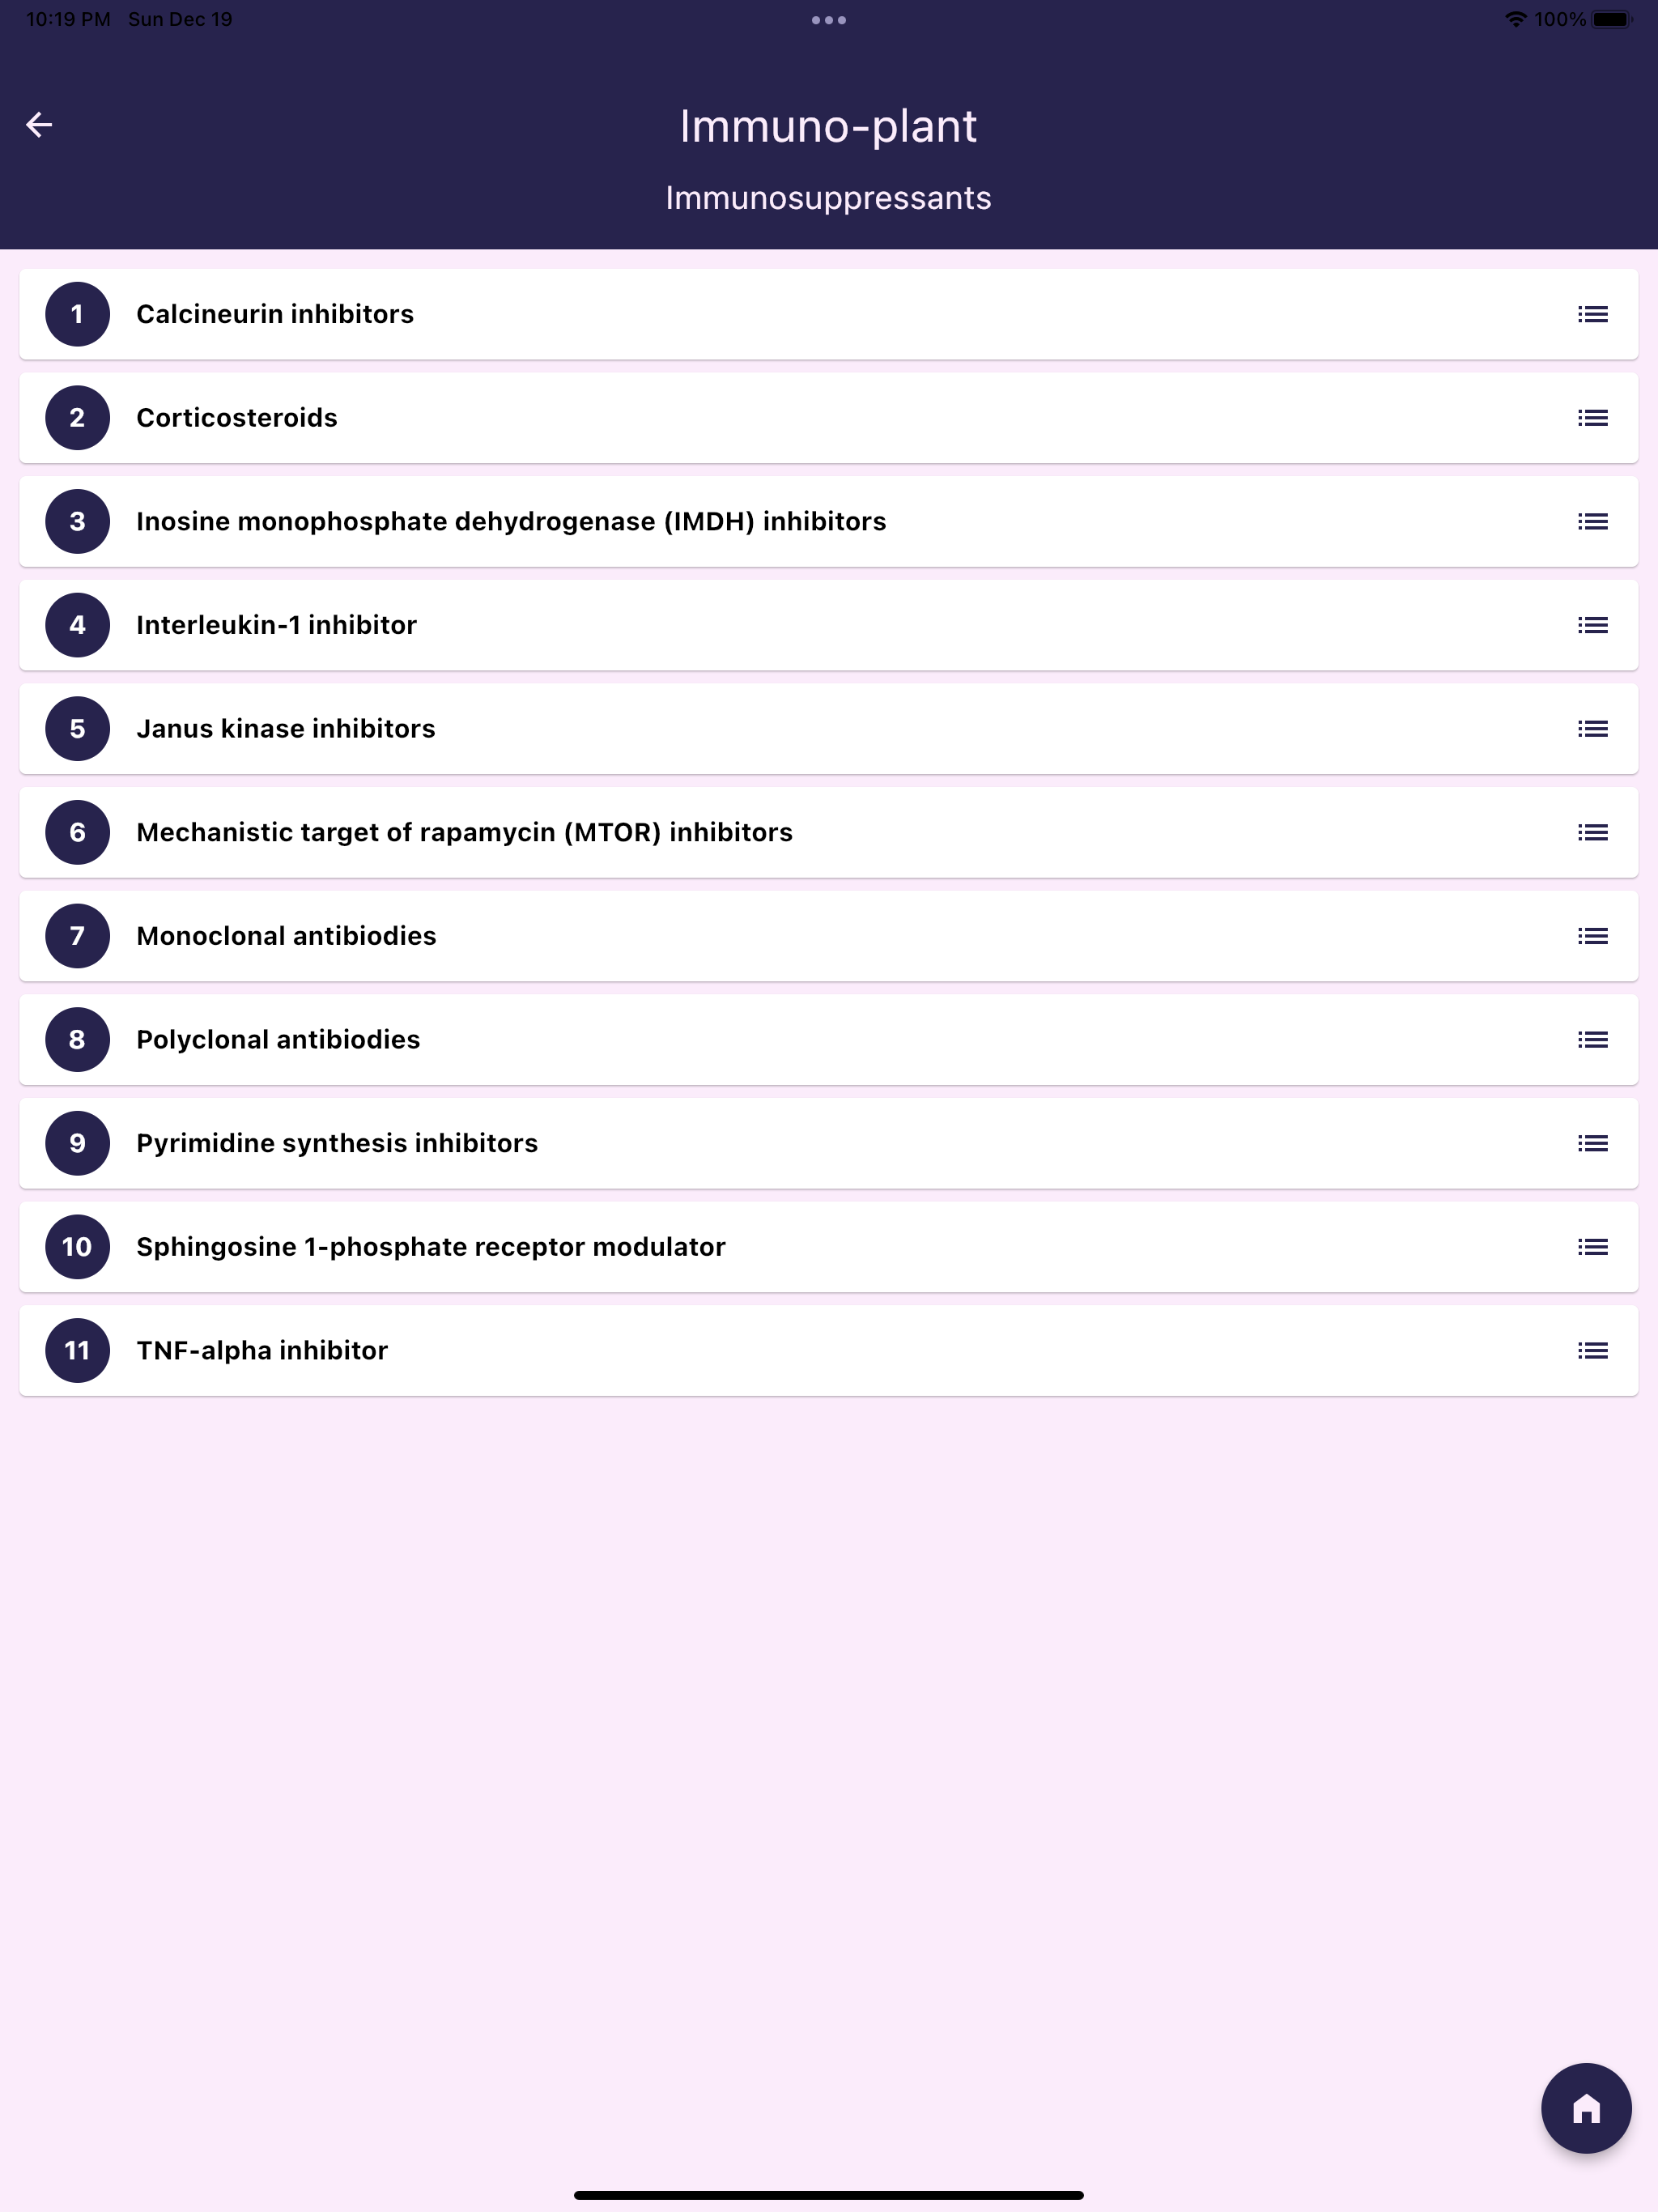 10:19 PM Sun Dec 19 100%
Immuno-plant
Immunosuppressants
1 Calcineurin inhibitors
2 Corticosteroids
3 Inosine monophosphate dehydrogenase (IMDH) inhibitors
4 Interleukin-1 inhibitor
5 Janus kinase inhibitors
6 Mechanistic target of rapamycin (MTOR) inhibitors
7 Monoclonal antibiodies
8 Polyclonal antibiodies
9 Pyrimidine synthesis inhibitors
10 Sphingosine 1-phosphate receptor modulator
11 TNF-alpha inhibitor